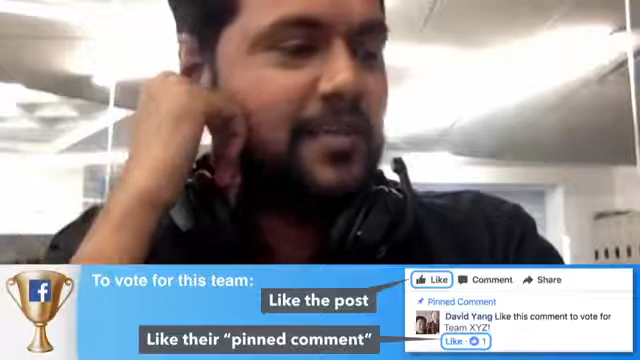 To vote for this team:
Like the post
Like their “pinned comment”
f
Like Comment Share
Pinned Comment
David Yang Like this comment to vote for
Team XYZ!
Like · 1